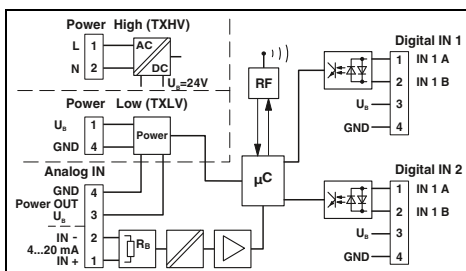 Power High (TXHV)
L 1
N 2
AC
DC
UB=24V
Power Low (TXLV)
UB 1
GND 4
Power
Analog IN
GND 4
Power OUT
UB 3
IN - 2
4...20 mA
IN + 1
RB
RF
µC
Digital IN 1
1 IN 1 A
2 IN 1 B
UB 3
GND 4
Digital IN 2
1 IN 1 A
2 IN 1 B
UB 3
GND 4